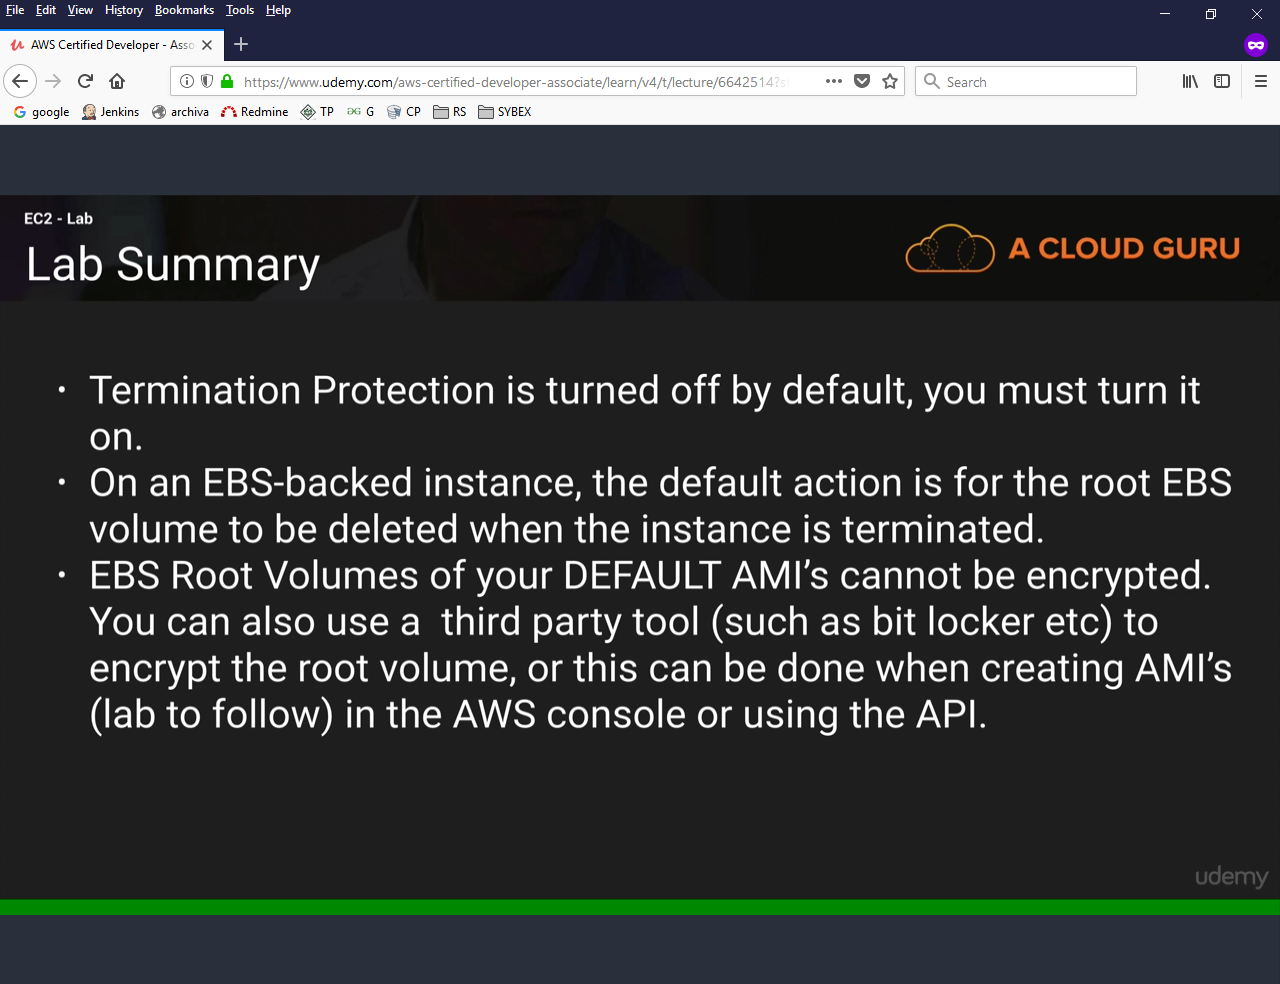 File Edit View History Bookmarks Tools Help
AWS Certified Developer - Asso
https://www.udemy.com/aws-certified-developer-associate/learn/v4/t/lecture/6642514?s
Search
google Jenkins archiva Redmine TP G CP RS SYBEX
EC2 - Lab
Lab Summary
A CLOUD GURU
• Termination Protection is turned off by default, you must turn it
on.
• On an EBS-backed instance, the default action is for the root EBS
volume to be deleted when the instance is terminated.
• EBS Root Volumes of your DEFAULT AMI's cannot be encrypted.
You can also use a third party tool (such as bit locker etc) to
encrypt the root volume, or this can be done when creating AMI's
(lab to follow) in the AWS console or using the API.
udemy